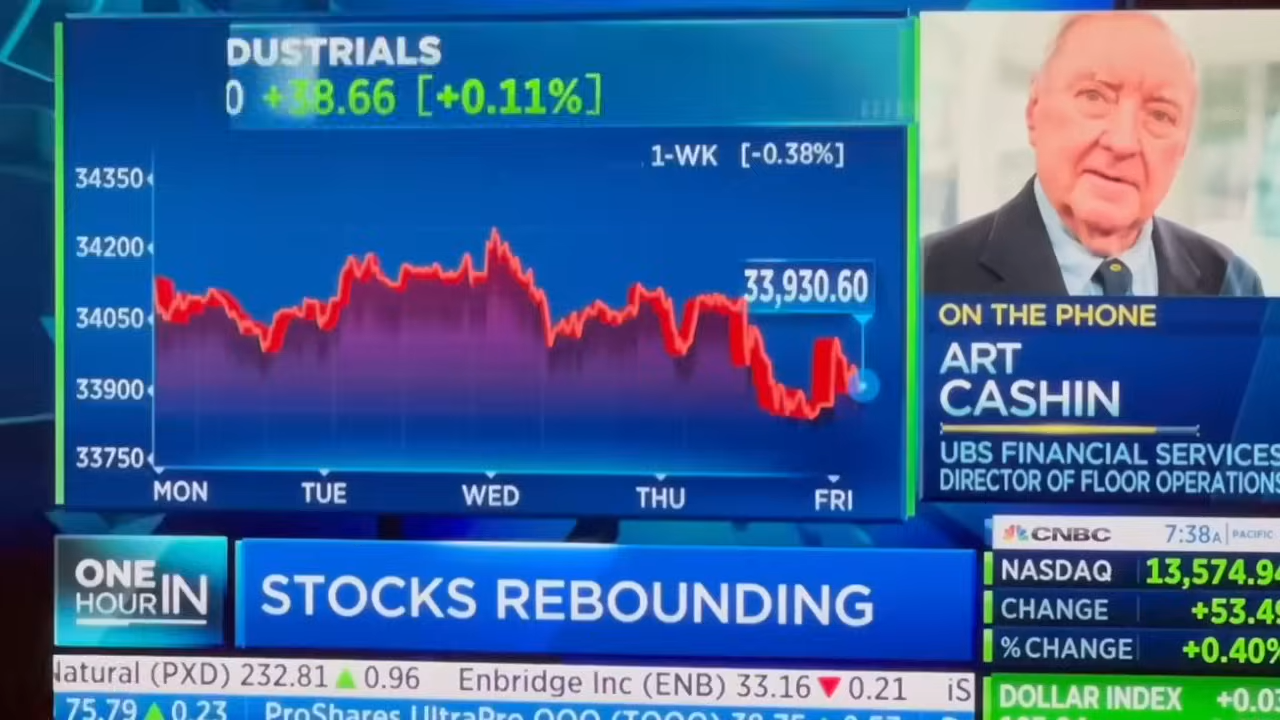 DUSTRIALS
0 +38.66 [+0.11%]
1-WK [-0.38%]
34350
34200
34050
33900
33750
33,930.60
MON TUE WED THU FRI
ON THE PHONE
ART
CASHIN
UBS FINANCIAL SERVICES
DIRECTOR OF FLOOR OPERATIONS
ONE
HOUR IN
STOCKS REBOUNDING
CNBC 7:38A PACIFIC
NASDAQ 13,574.94
CHANGE +53.49
% CHANGE +0.40%
DOLLAR INDEX +0.03
Natural (PXD) 232.81 ▲ 0.96 Enbridge Inc (ENB) 33.16 ▼ 0.21 iS
75.79 ▲ 0.23 ProShares UltraPro QQQ (TQQQ)